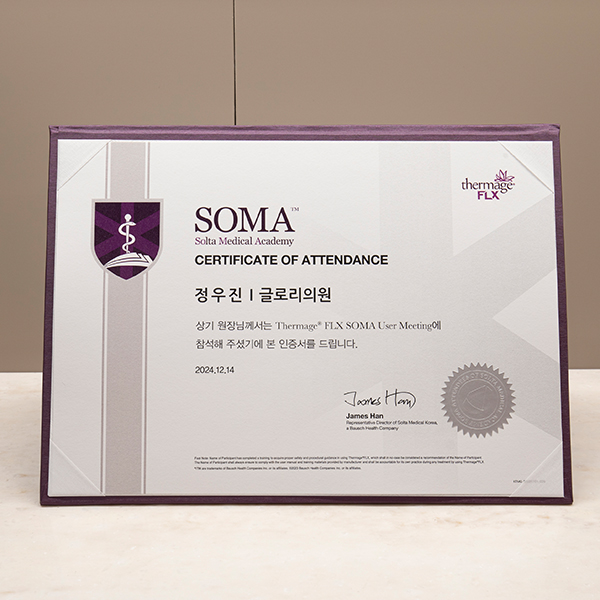 thermage®
FLX™
SOMA™
Solta Medical Academy
CERTIFICATE OF ATTENDANCE
정우진 I 글로리의원
상기 원장님께서는 Thermage® FLX SOMA User Meeting에
참석해 주셨기에 본 인증서를 드립니다.
2024.12.14
James Han
James Han
Representative Director of Solta Medical Korea,
a Bausch Health Company